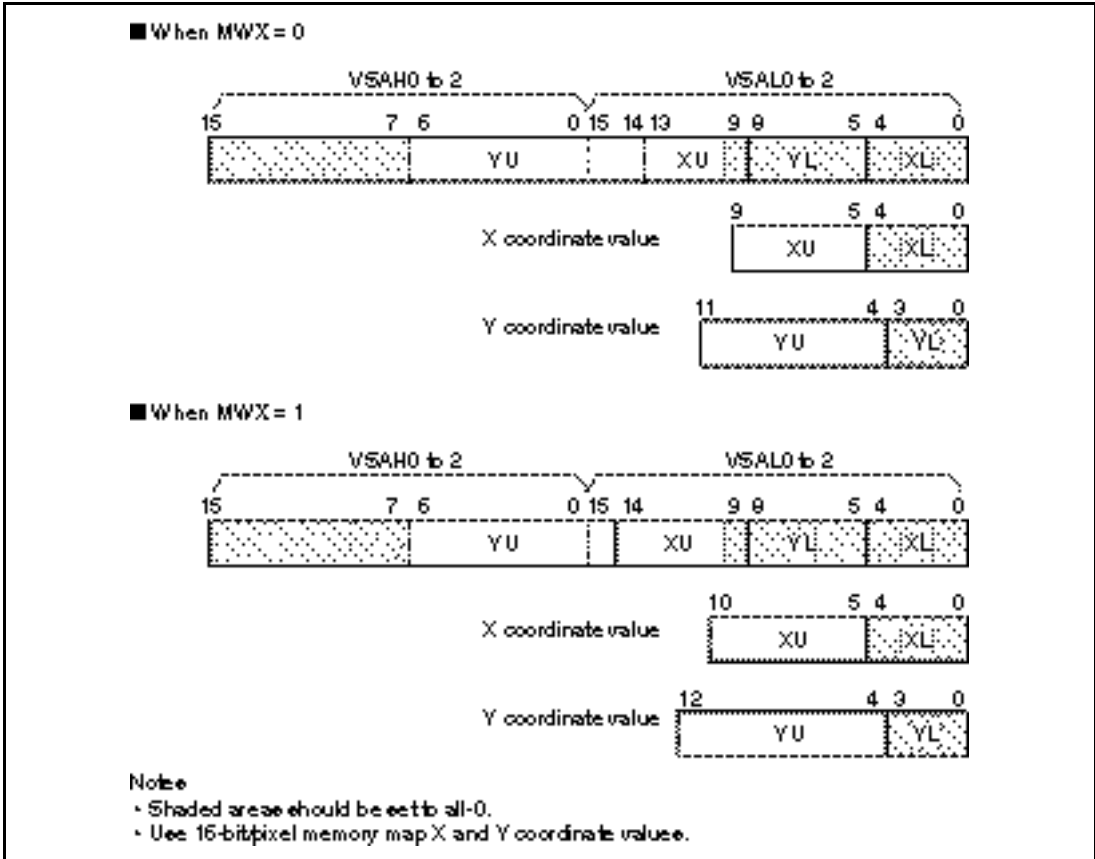 ■ When MWX = 0
VSAH0 to 2 VSAL0 to 2
15 7 6 0 15 14 13 9 8 5 4 0
YU XU YL XL
9 5 4 0
X coordinate value XU XL
11 4 3 0
Y coordinate value YU YL
■ When MWX = 1
VSAH0 to 2 VSAL0 to 2
15 7 6 0 15 14 9 8 5 4 0
YU XU YL XL
10 5 4 0
X coordinate value XU XL
12 4 3 0
Y coordinate value YU YL
Notes
• Shaded areas should be set to all-0.
• Use 16-bit/pixel memory map X and Y coordinate values.